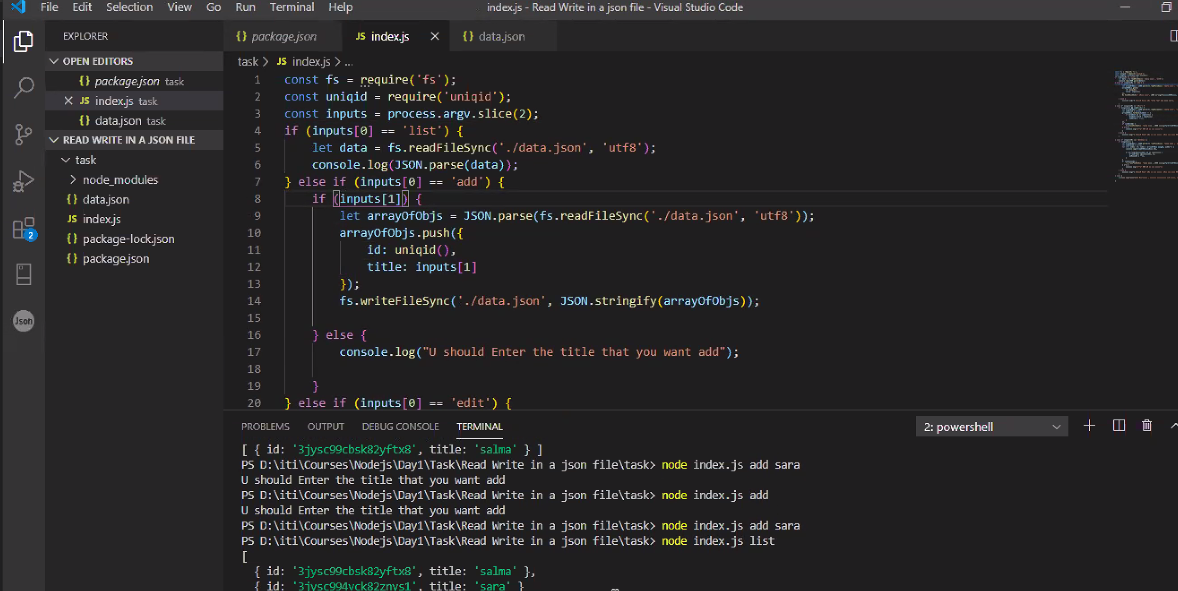 File Edit Selection View Go Run Terminal Help index.js - Read Write in a json file - Visual Studio Code
EXPLORER
OPEN EDITORS
package.json task
index.js task
data.json task
READ WRITE IN A JSON FILE
task
node_modules
data.json
index.js
package-lock.json
package.json
2
Json
package.json index.js data.json
task > index.js > ...
1 const fs = require('fs');
2 const uniqid = require('uniqid');
3 const inputs = process.argv.slice(2);
4 if (inputs[0] == 'list') {
5 let data = fs.readFileSync('./data.json', 'utf8');
6 console.log(JSON.parse(data));
7 } else if (inputs[0] == 'add') {
8 if (inputs[1]) {
9 let arrayOfObjs = JSON.parse(fs.readFileSync('./data.json', 'utf8'));
10 arrayOfObjs.push({
11 id: uniqid(),
12 title: inputs[1]
13 });
14 fs.writeFileSync('./data.json', JSON.stringify(arrayOfObjs));
15
16 } else {
17 console.log("U should Enter the title that you want add");
18
19 }
20 } else if (inputs[0] == 'edit') {
PROBLEMS OUTPUT DEBUG CONSOLE TERMINAL 2: powershell
[ { id: '3jysc99cbsk82yftx8', title: 'salma' } ]
PS D:\iti\Courses\Nodejs\Day1\Task\Read Write in a json file\task> node index.js add sara
U should Enter the title that you want add
PS D:\iti\Courses\Nodejs\Day1\Task\Read Write in a json file\task> node index.js add
U should Enter the title that you want add
PS D:\iti\Courses\Nodejs\Day1\Task\Read Write in a json file\task> node index.js add sara
PS D:\iti\Courses\Nodejs\Day1\Task\Read Write in a json file\task> node index.js list
[
{ id: '3jysc99cbsk82yftx8', title: 'salma' },
{ id: '3jysc994vck82znys1', title: 'sara' }